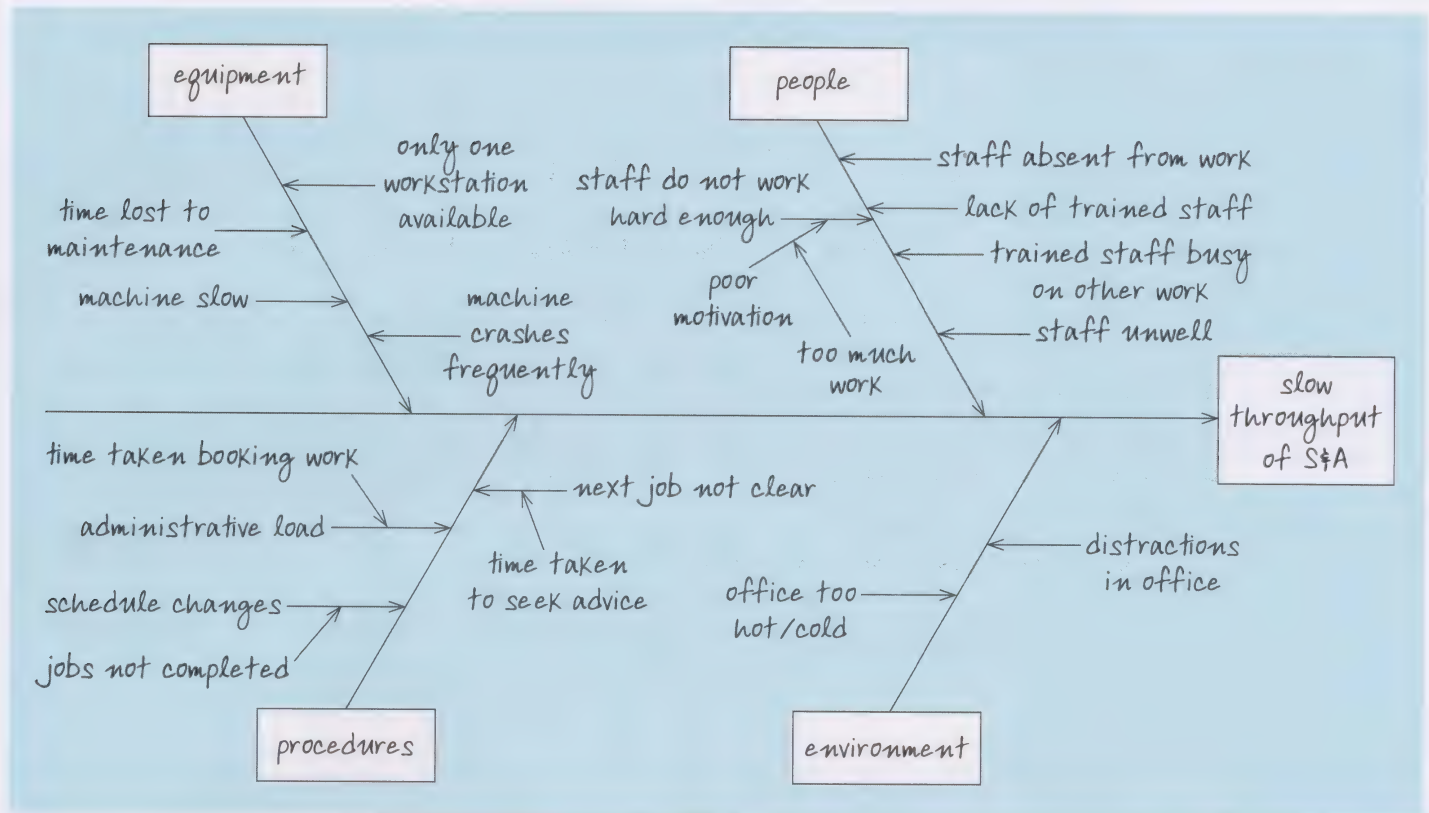 equipment
people
only one
workstation
available
time lost to
maintenance
machine slow
machine
crashes
frequently
staff do not work
hard enough
poor
motivation
too much
work
staff absent from work
lack of trained staff
trained staff busy
on other work
staff unwell
slow
throughput
of S&A
time taken booking work
administrative load
schedule changes
jobs not completed
next job not clear
time taken
to seek advice
office too
hot/cold
distractions
in office
procedures
environment